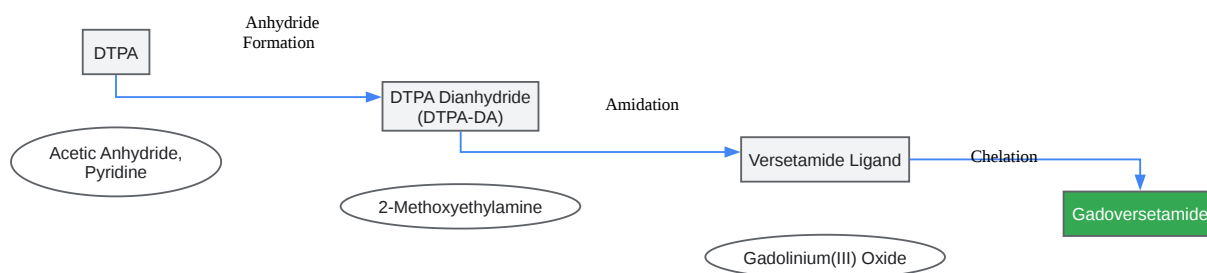 Anhydride
Formation
DTPA
DTPA Dianhydride
(DTPA-DA)
Amidation
Acetic Anhydride,
Pyridine
Versetamide Ligand
Chelation
2-Methoxyethylamine
Gadoversetamide
Gadolinium(III) Oxide